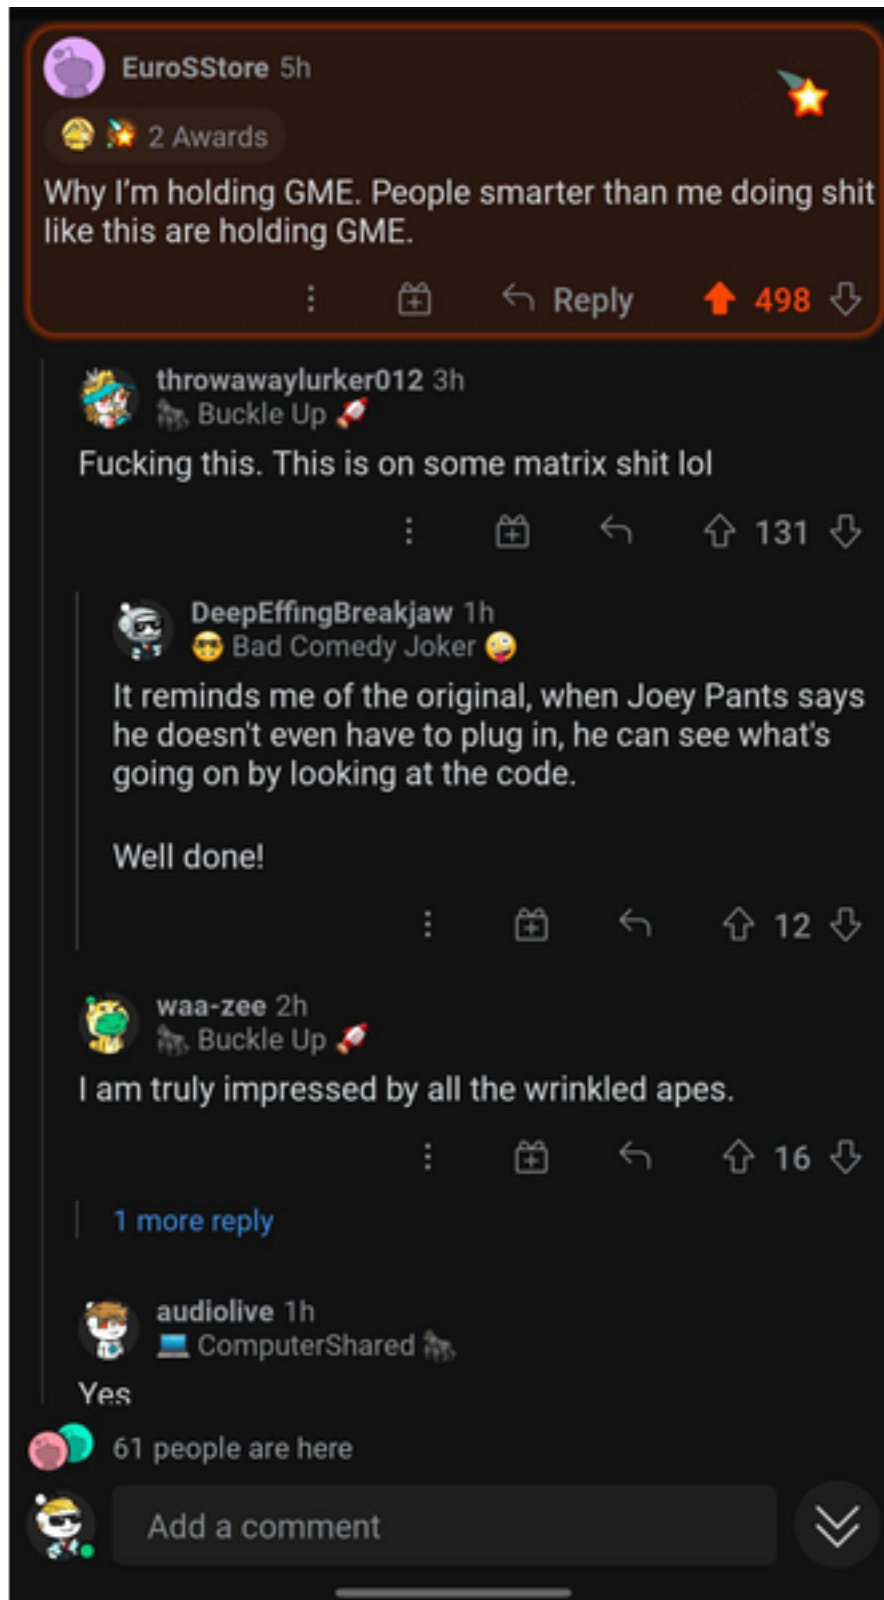 EuroSStore 5h
2 Awards
Why I'm holding GME. People smarter than me doing shit
like this are holding GME.
Reply 498
throwawaylurker012 3h
Buckle Up
Fucking this. This is on some matrix shit lol
131
DeepEffingBreakjaw 1h
Bad Comedy Joker
It reminds me of the original, when Joey Pants says
he doesn't even have to plug in, he can see what's
going on by looking at the code.
Well done!
12
waa-zee 2h
Buckle Up
I am truly impressed by all the wrinkled apes.
16
1 more reply
audiolive 1h
ComputerShared
Yes
61 people are here
Add a comment